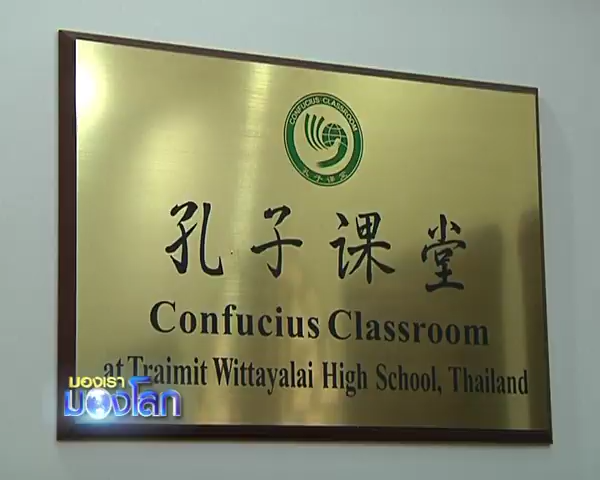 CONFUCIUS CLASSROOM
孔子课堂
孔子课堂
Confucius Classroom
at Traimit Wittayalai High School, Thailand
มองเรา
มองโลก